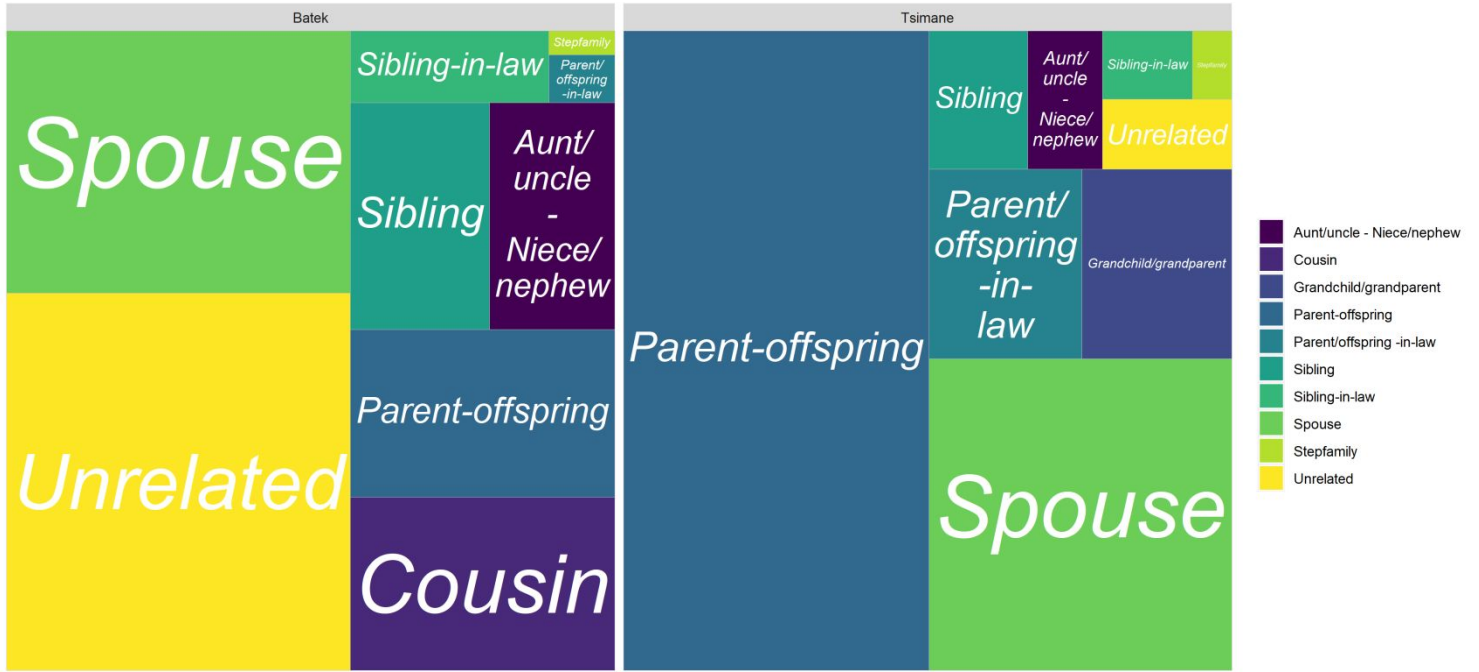 Batek
Spouse
Unrelated
Sibling-in-law
Stepfamily
Parent/
offspring
-in-law
Sibling
Aunt/
uncle
-
Niece/
nephew
Parent-offspring
Cousin
Tsimane
Parent-offspring
Sibling
Aunt/
uncle
-
Niece/
nephew
Sibling-in-law
Stepfamily
Unrelated
Parent/
offspring
-in-
law
Grandchild/grandparent
Spouse
Aunt/uncle - Niece/nephew
Cousin
Grandchild/grandparent
Parent-offspring
Parent/offspring -in-law
Sibling
Sibling-in-law
Spouse
Stepfamily
Unrelated